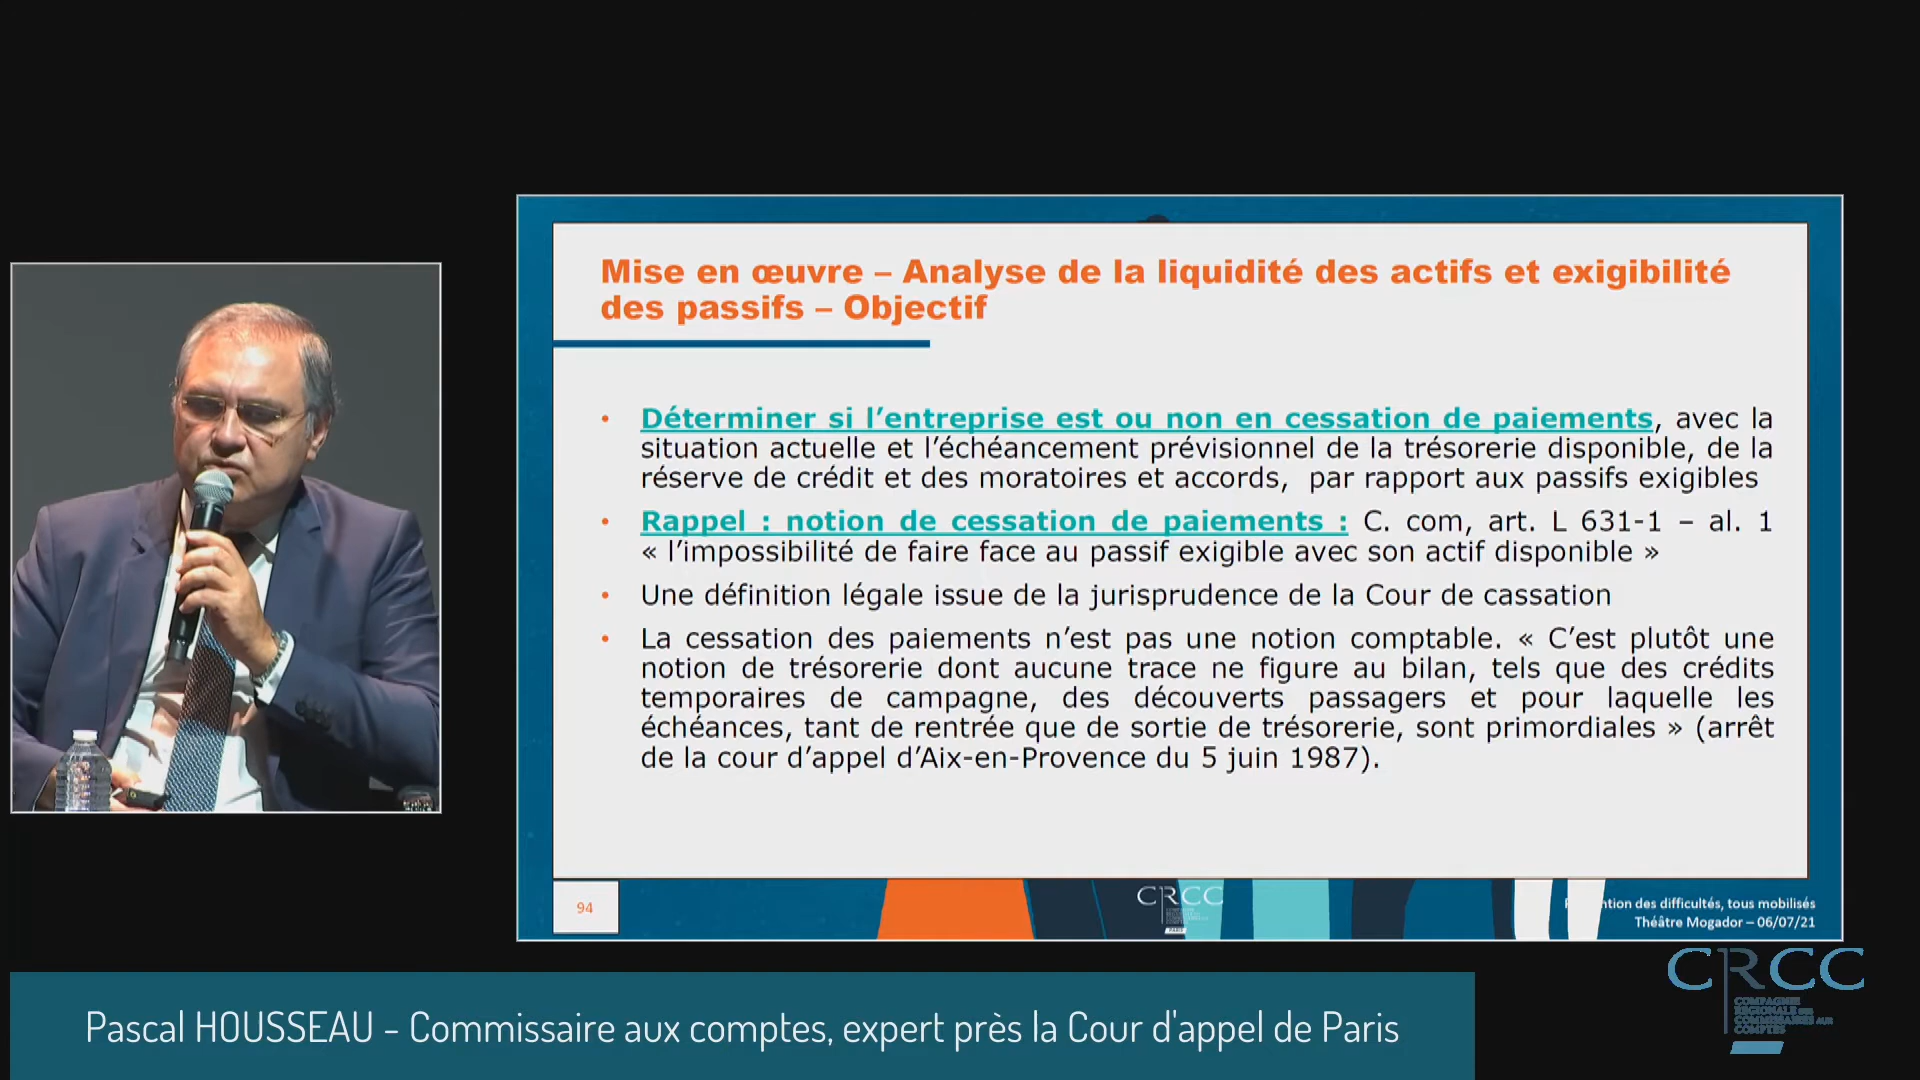 Mise en œuvre – Analyse de la liquidité des actifs et exigibilité
des passifs – Objectif
• Déterminer si l’entreprise est ou non en cessation de paiements, avec la
situation actuelle et l’échéancement prévisionnel de la trésorerie disponible, de la
réserve de crédit et des moratoires et accords, par rapport aux passifs exigibles
• Rappel : notion de cessation de paiements : C. com, art. L 631-1 – al. 1
« l’impossibilité de faire face au passif exigible avec son actif disponible »
• Une définition légale issue de la jurisprudence de la Cour de cassation
• La cessation des paiements n’est pas une notion comptable. « C’est plutôt une
notion de trésorerie dont aucune trace ne figure au bilan, tels que des crédits
temporaires de campagne, des découverts passagers et pour laquelle les
échéances, tant de rentrée que de sortie de trésorerie, sont primordiales » (arrêt
de la cour d’appel d’Aix-en-Provence du 5 juin 1987).
94
CRCC
PARIS
des difficultés, tous mobilisés
Théâtre Mogador – 06/07/21
CRCC
COMPAGNIE
RÉGIONALE DES
COMMISSAIRES AUX
COMPTES
Pascal HOUSSEAU - Commissaire aux comptes, expert près la Cour d'appel de Paris